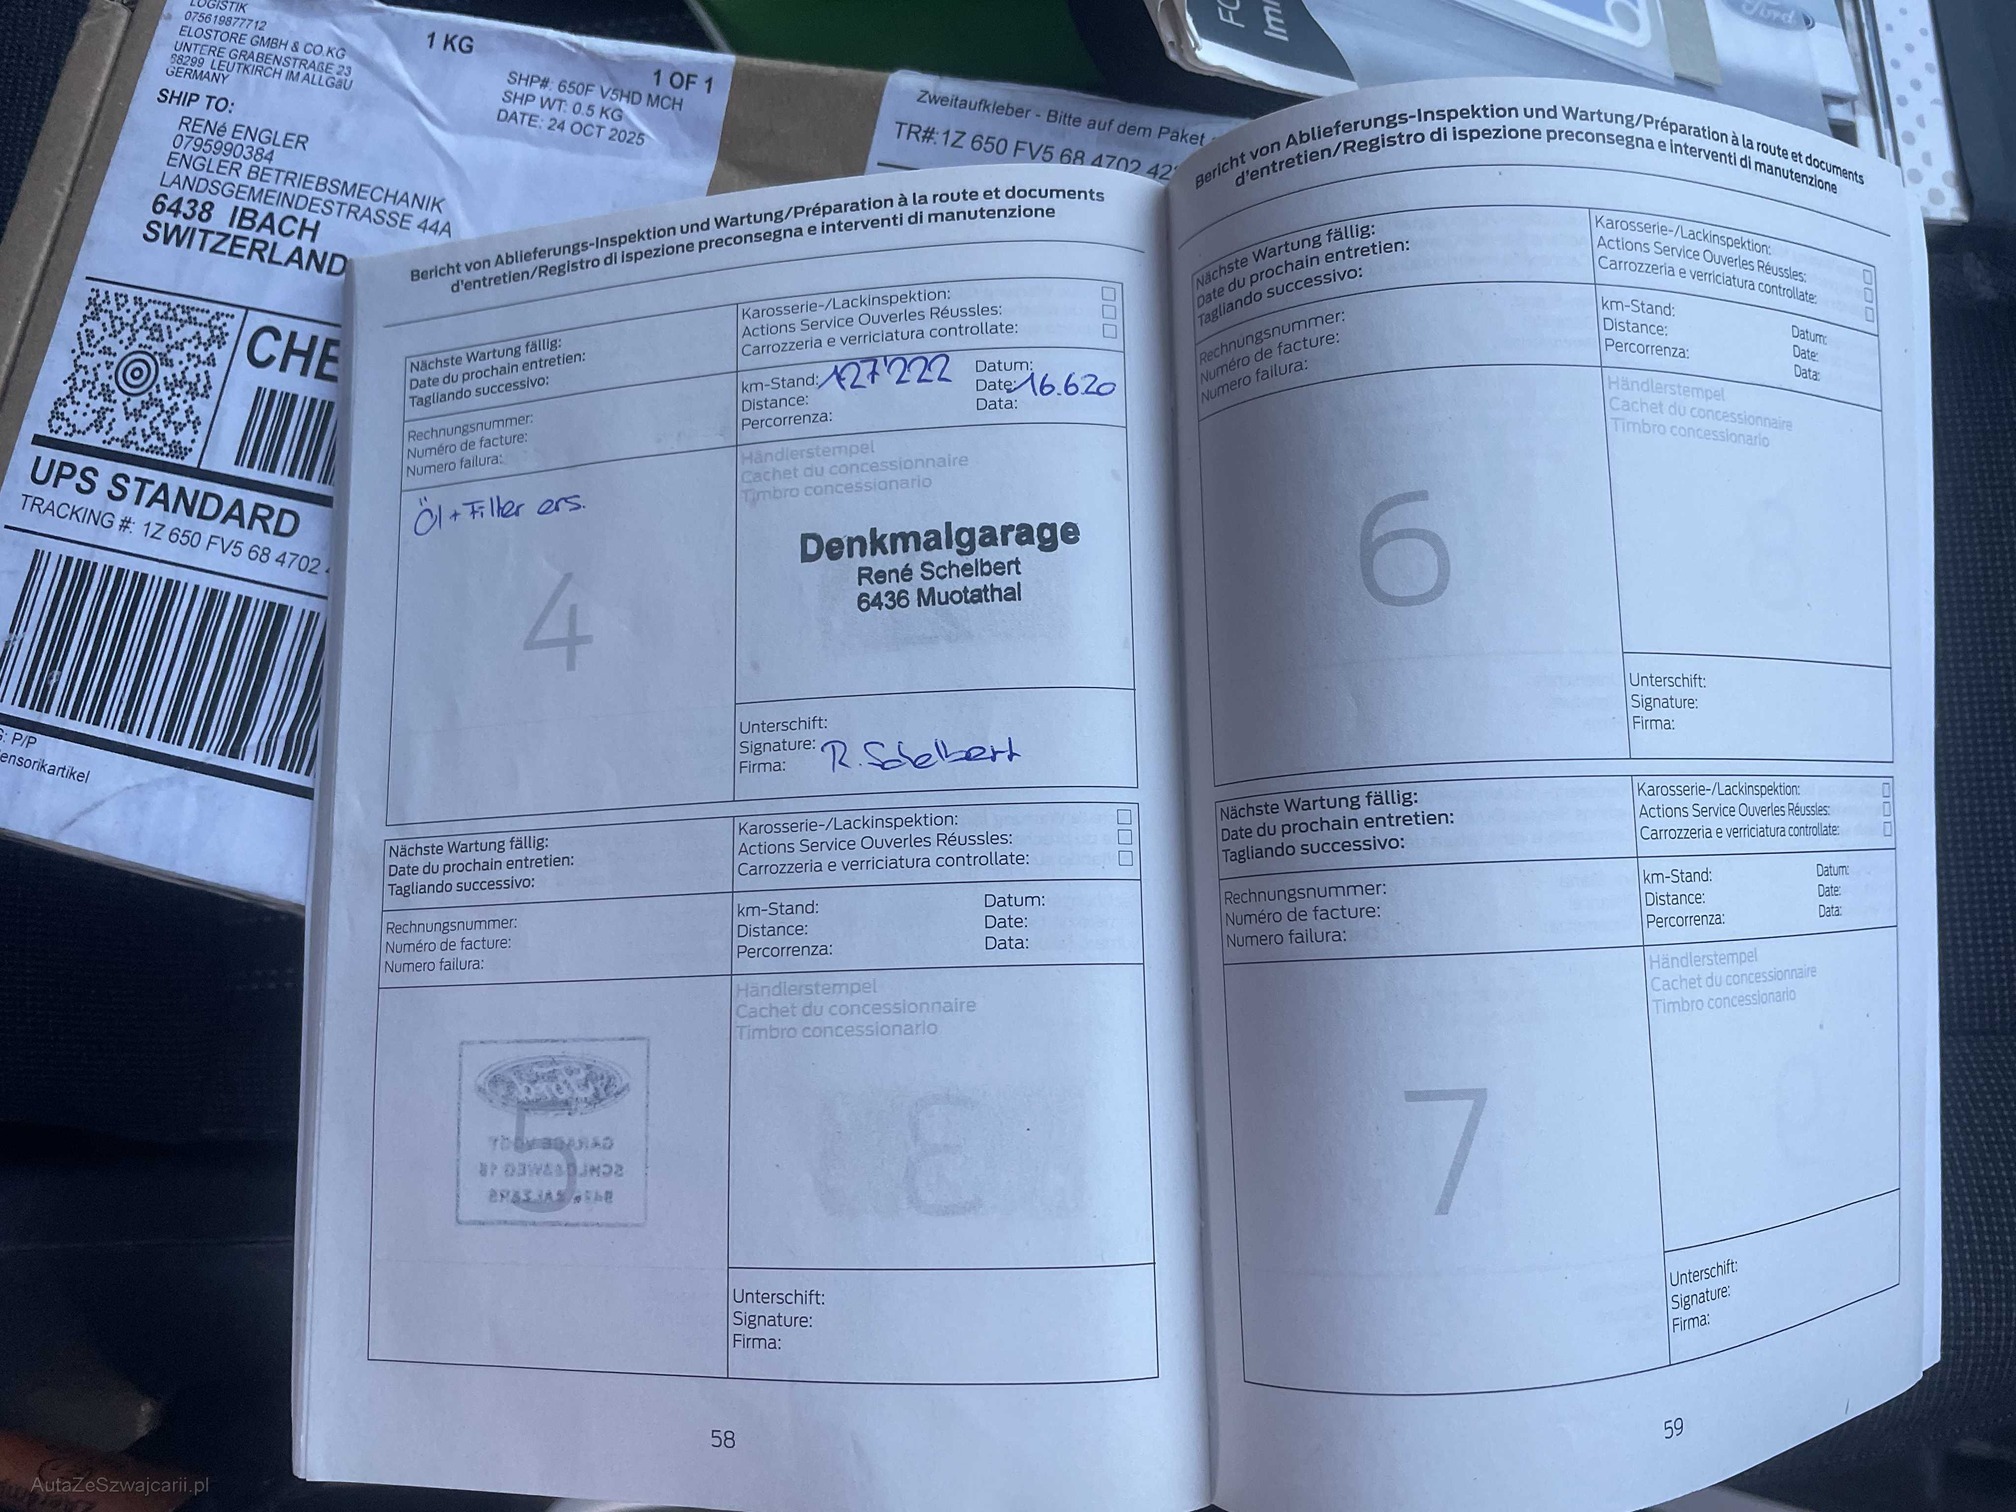 LOGISTIK
075619877712
ELOSTORE GMBH & CO.KG
UNTERE GRABENSTRAßE 23
88299 LEUTKIRCH IM ALLGäU
GERMANY
1 KG
1 OF 1
SHP#: 650F V5HD MCH
SHP WT: 0.5 KG
DATE: 24 OCT 2025
SHIP TO:
RENé ENGLER
0795990384
ENGLER BETRIEBSMECHANIK
LANDSGEMEINDESTRASSE 44A
6438 IBACH
SWITZERLAND
CHE
UPS STANDARD
TRACKING #: 1Z 650 FV5 68 4702
P/P
ensorikartikel
Zweitaufkleber - Bitte auf dem Paket
TR#:1Z 650 FV5 68 4702 42
Ford
Bericht von Ablieferungs-Inspektion und Wartung/Préparation à la route et documents
d'entretien/Registro di ispezione preconsegna e interventi di manutenzione
Nächste Wartung fällig:
Date du prochain entretien:
Tagliando successivo:
Karosserie-/Lackinspektion:
Actions Service Ouverles Réussles:
Carrozzeria e verriciatura controllate:
Rechnungsnummer:
Numéro de facture:
Numero failura:
km-Stand: 127'222
Distance:
Percorrenza:
Datum:
Date: 16.6.20
Data:
Öl + Filter ers.
4
Händlerstempel
Cachet du concessionnaire
Timbro concessionario
Denkmalgarage
René Schelbert
6436 Muotathal
Unterschift:
Signature: R. Schelbert
Firma:
Nächste Wartung fällig:
Date du prochain entretien:
Tagliando successivo:
Karosserie-/Lackinspektion:
Actions Service Ouverles Réussles:
Carrozzeria e verriciatura controllate:
Rechnungsnummer:
Numéro de facture:
Numero failura:
km-Stand:
Distance:
Percorrenza:
Datum:
Date:
Data:
5
Händlerstempel
Cachet du concessionnaire
Timbro concessionario
Unterschift:
Signature:
Firma:
58
Bericht von Ablieferungs-Inspektion und Wartung/Préparation à la route et documents
d'entretien/Registro di ispezione preconsegna e interventi di manutenzione
Nächste Wartung fällig:
Date du prochain entretien:
Tagliando successivo:
Karosserie-/Lackinspektion:
Actions Service Ouverles Réussles:
Carrozzeria e verriciatura controllate:
Rechnungsnummer:
Numéro de facture:
Numero failura:
km-Stand:
Distance:
Percorrenza:
Datum:
Date:
Data:
6
Händlerstempel
Cachet du concessionnaire
Timbro concessionario
Unterschift:
Signature:
Firma:
Nächste Wartung fällig:
Date du prochain entretien:
Tagliando successivo:
Karosserie-/Lackinspektion:
Actions Service Ouverles Réussles:
Carrozzeria e verriciatura controllate:
Rechnungsnummer:
Numéro de facture:
Numero failura:
km-Stand:
Distance:
Percorrenza:
Datum:
Date:
Data:
7
Händlerstempel
Cachet du concessionnaire
Timbro concessionario
Unterschift:
Signature:
Firma:
59
AutaZeSzwajcarii.pl